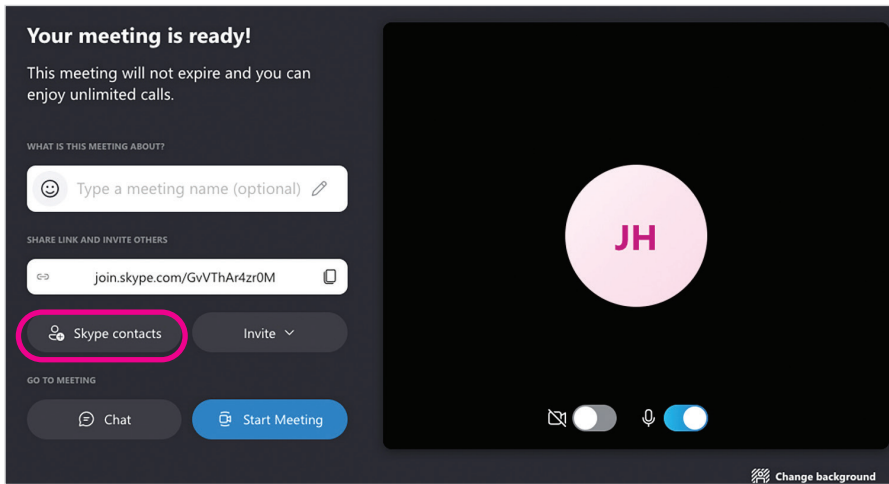 Your meeting is ready!
This meeting will not expire and you can
enjoy unlimited calls.
WHAT IS THIS MEETING ABOUT?
Type a meeting name (optional)
SHARE LINK AND INVITE OTHERS
join.skype.com/GvVThAr4zr0M
Skype contacts
Invite
GO TO MEETING
Chat
Start Meeting
JH
Change background